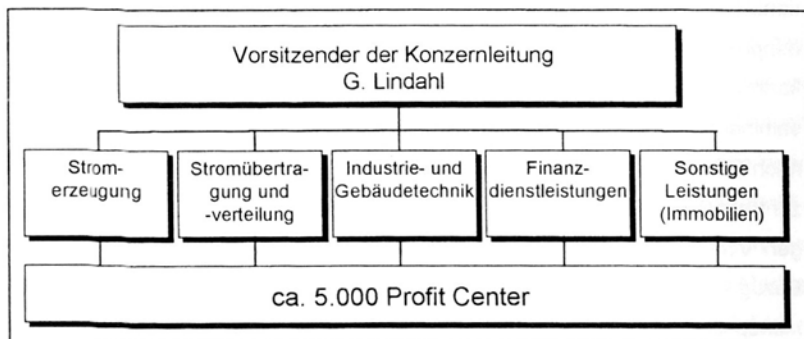 Vorsitzender der Konzernleitung
G. Lindahl
Strom-
erzeugung
Stromübertra-
gung und
-verteilung
Industrie- und
Gebäudetechnik
Finanz-
dienstleistungen
Sonstige
Leistungen
(Immobilien)
ca. 5.000 Profit Center